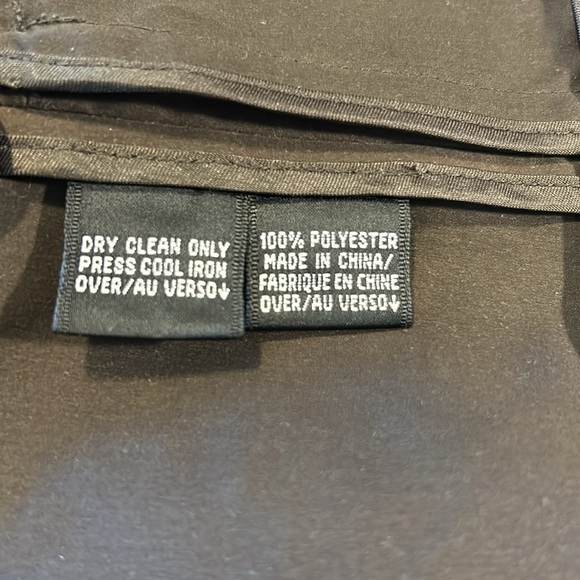 DRY CLEAN ONLY
PRESS COOL IRON
OVER/AU VERSO↓
100% POLYESTER
MADE IN CHINA/
FABRIQUE EN CHINE
OVER/AU VERSO↓